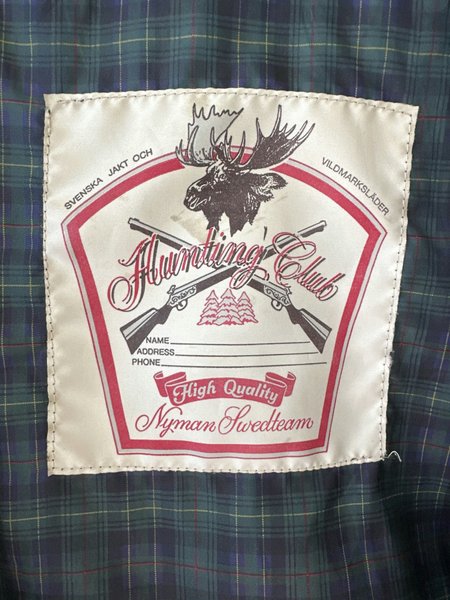 SVENSKA JAKT OCH VILDMARKSLÄDER
Hunting Club
NAME
ADDRESS
PHONE
High Quality
Nyman Swedteam